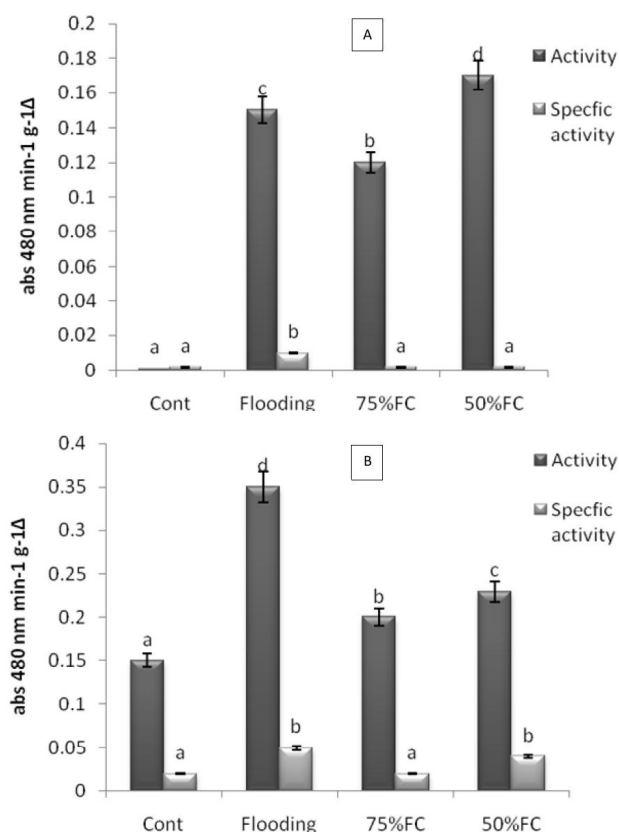 A
abs 480 nm min-1 g-1Δ
0.2
0.18
0.16
0.14
0.12
0.1
0.08
0.06
0.04
0.02
0
a a
c
b
b
a
d
a
Cont Flooding 75%FC 50%FC
Activity
Specfic
activity
B
abs 480 nm min-1 g-1Δ
0.4
0.35
0.3
0.25
0.2
0.15
0.1
0.05
0
a
a
d
b
b
a
c
b
Cont Flooding 75%FC 50%FC
Activity
Specfic
activity